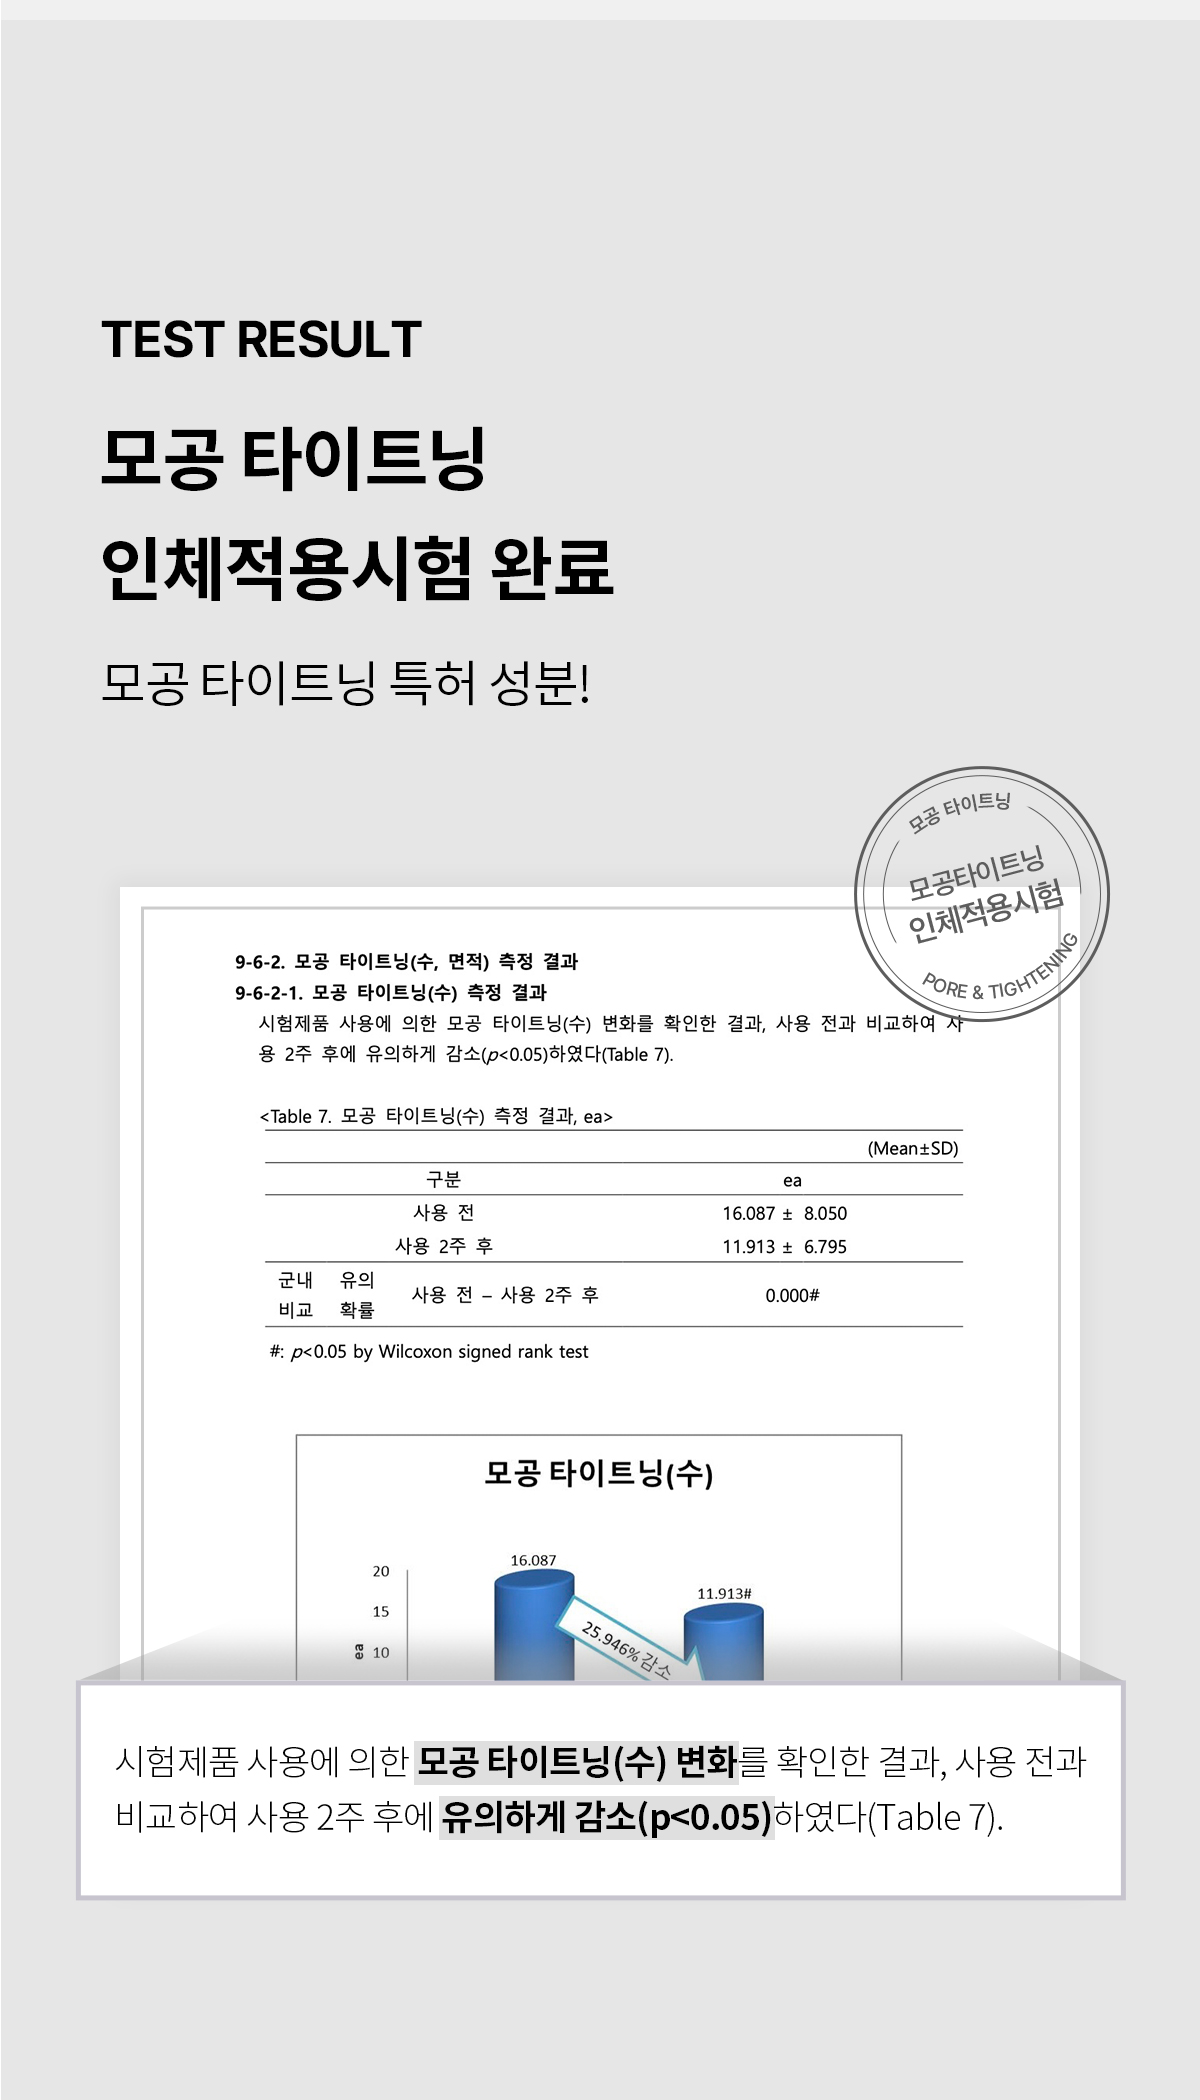 TEST RESULT
모공 타이트닝
인체적용시험 완료
모공 타이트닝 특허 성분!
모공 타이트닝
모공타이트닝
인체적용시험
PORE & TIGHTENING
9-6-2. 모공 타이트닝(수, 면적) 측정 결과
9-6-2-1. 모공 타이트닝(수) 측정 결과
시험제품 사용에 의한 모공 타이트닝(수) 변화를 확인한 결과, 사용 전과 비교하여 사
용 2주 후에 유의하게 감소(p<0.05)하였다(Table 7).
<Table 7. 모공 타이트닝(수) 측정 결과, ea>
(Mean±SD)
구분 ea
사용 전 16.087 ± 8.050
사용 2주 후 11.913 ± 6.795
군내 유의
사용 전 – 사용 2주 후 0.000#
비교 확률
#: p<0.05 by Wilcoxon signed rank test
모공 타이트닝(수)
16.087
20
11.913#
15
25.946%감소
ea
10
시험제품 사용에 의한 모공 타이트닝(수) 변화를 확인한 결과, 사용 전과
비교하여 사용 2주 후에 유의하게 감소(p<0.05)하였다(Table 7).